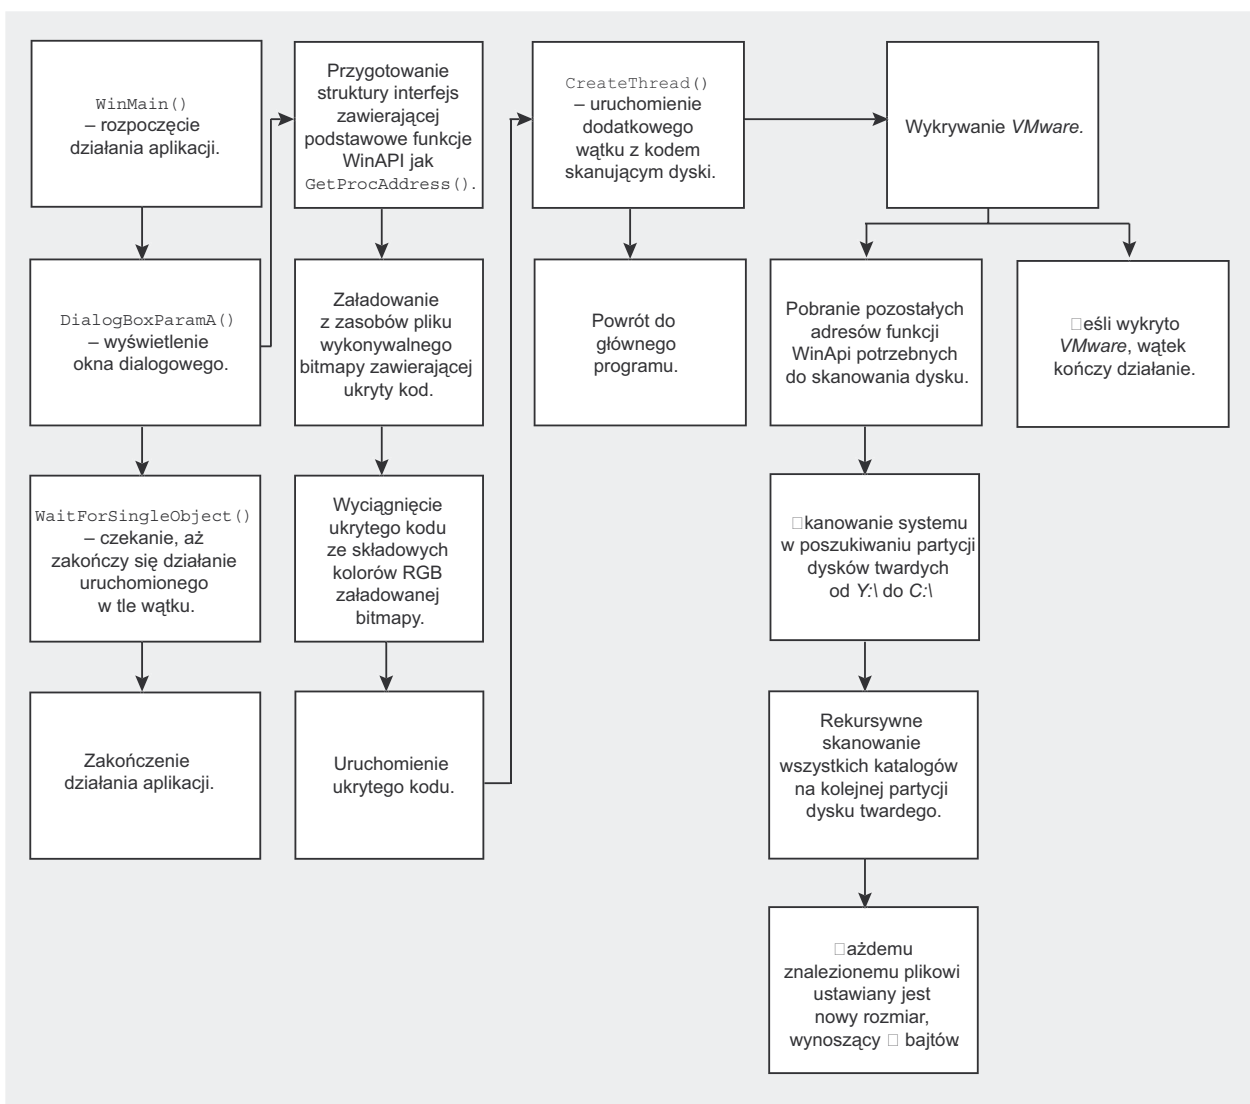 WinMain()
– rozpoczęcie
działania aplikacji.
DialogBoxParamA()
– wyświetlenie
okna dialogowego.
WaitForSingleObject()
– czekanie, aż
zakończy się działanie
uruchomionego
w tle wątku.
Zakończenie
działania aplikacji.
Przygotowanie
struktury interfejs
zawierającej
podstawowe funkcje
WinAPI jak
GetProcAddress().
Załadowanie
z zasobów pliku
wykonywalnego
bitmapy zawierającej
ukryty kod.
Wyciągnięcie
ukrytego kodu
ze składowych
kolorów RGB
załadowanej
bitmapy.
Uruchomienie
ukrytego kodu.
CreateThread()
– uruchomienie
dodatkowego
wątku z kodem
skanującym dyski.
Powrót do
głównego
programu.
Wykrywanie VMware.
Pobranie pozostałych
adresów funkcji
WinApi potrzebnych
do skanowania dysku.
□eśli wykryto
VMware, wątek
kończy działanie.
□kanowanie systemu
w poszukiwaniu partycji
dysków twardych
od Y:\ do C:\
Rekursywne
skanowanie
wszystkich katalogów
na kolejnej partycji
dysku twardego.
□ażdemu
znalezionemu plikowi
ustawiany jest
nowy rozmiar,
wynoszący □ bajtów.